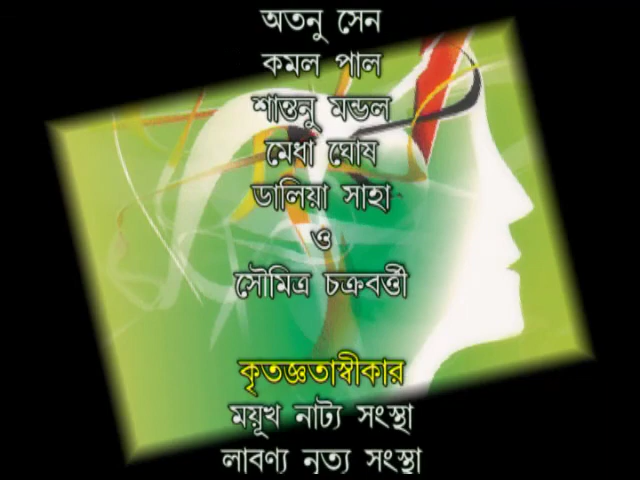 অতনু সেন
কমল পাল
শান্তনু মন্ডল
মেধা ঘোষ
ডালিয়া সাহা
ও
সৌমিত্র চক্রবর্ত্তী
কৃতজ্ঞতাস্বীকার
ময়ূখ নাট্য সংস্থা
লাবণ্য নৃত্য সংস্থা